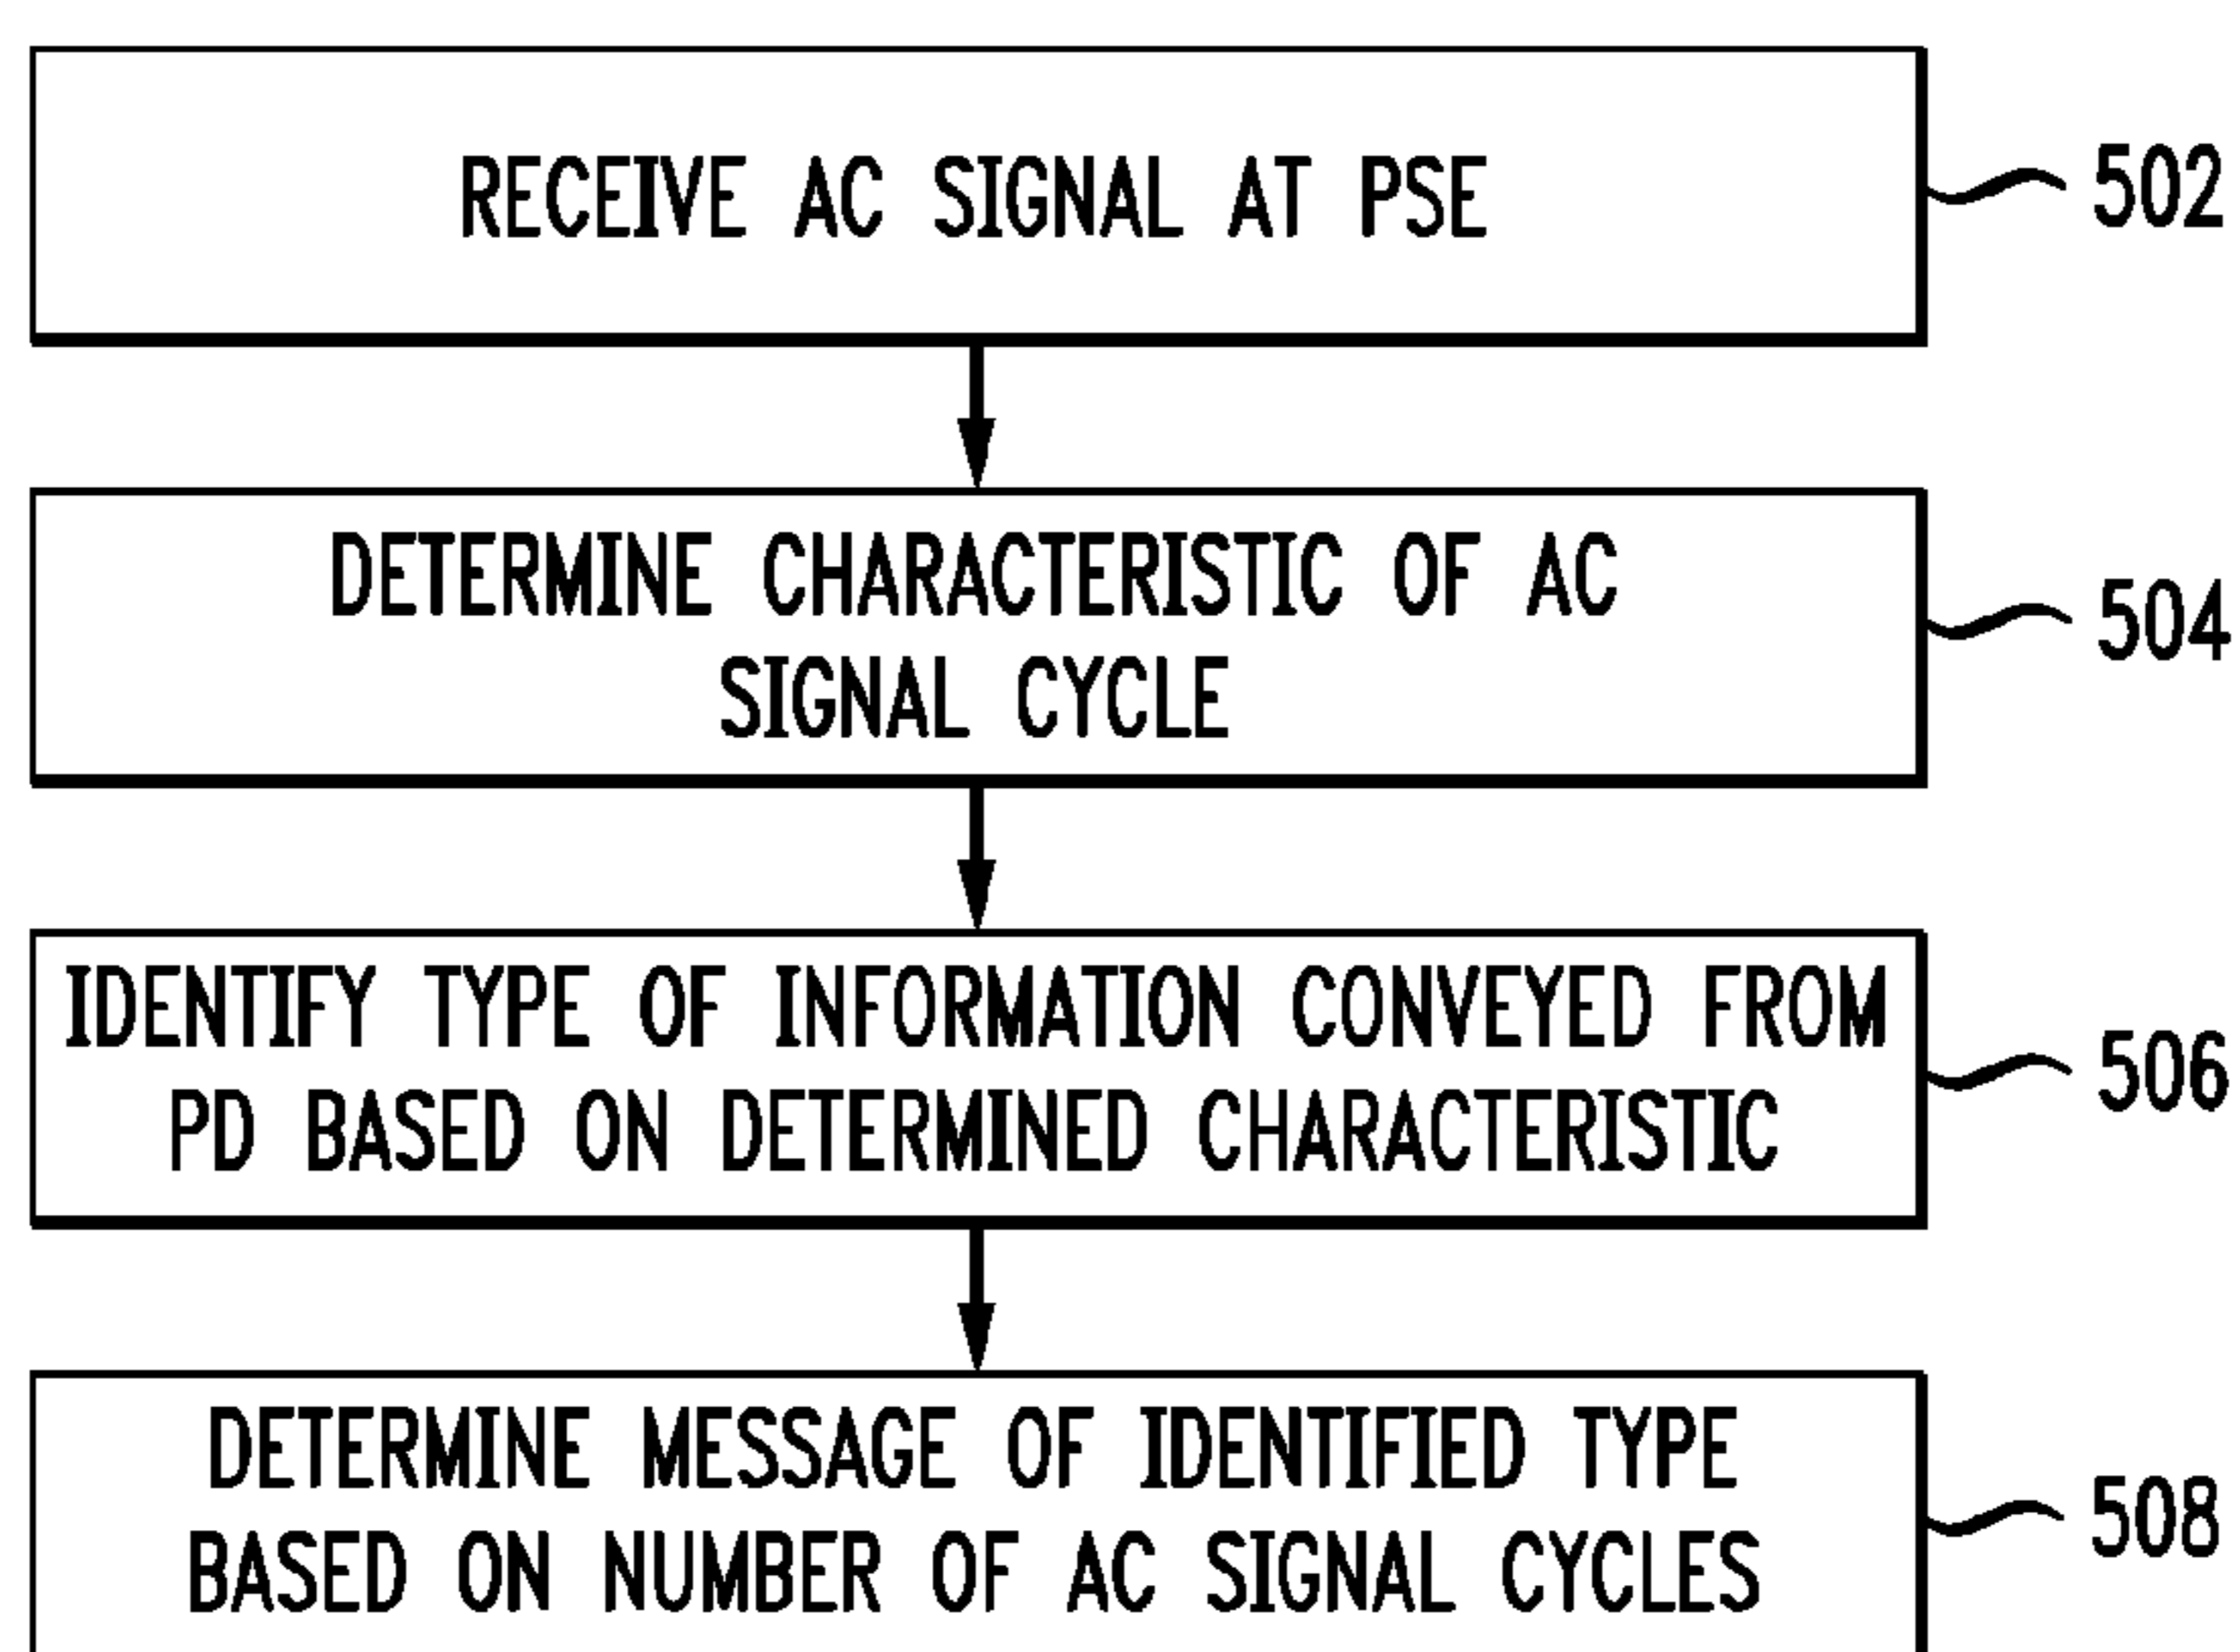 RECEIVE AC SIGNAL AT PSE
502
DETERMINE CHARACTERISTIC OF AC
SIGNAL CYCLE
504
IDENTIFY TYPE OF INFORMATION CONVEYED FROM
PD BASED ON DETERMINED CHARACTERISTIC
506
DETERMINE MESSAGE OF IDENTIFIED TYPE
BASED ON NUMBER OF AC SIGNAL CYCLES
508